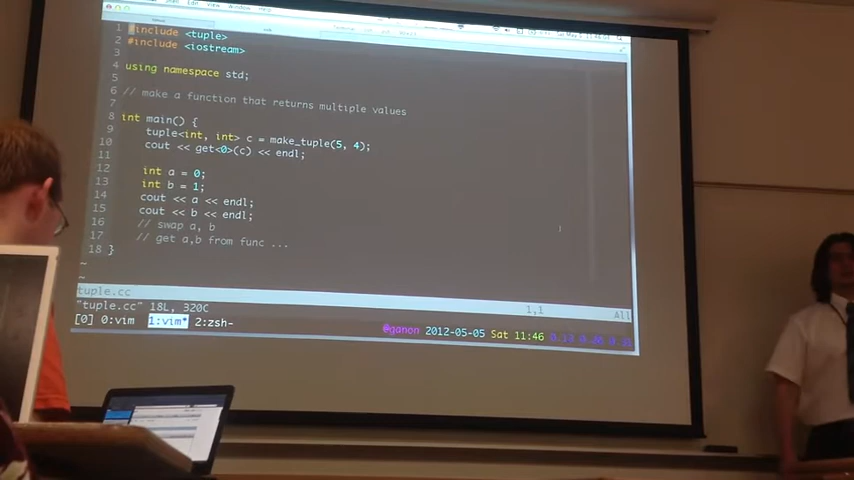 1 #include <tuple>
2 #include <iostream>
3
4 using namespace std;
5
6 // make a function that returns multiple values
7
8 int main() {
9 tuple<int, int> c = make_tuple(5, 4);
10 cout << get<0>(c) << endl;
11
12 int a = 0;
13 int b = 1;
14 cout << a << endl;
15 cout << b << endl;
16 // swap a, b
17 // get a,b from func ...
18 }
~
~
tuple.cc 1,1 All
"tuple.cc" 18L, 320C
[0] 0:vim 1:vim* 2:zsh- @ganon 2012-05-05 Sat 11:46